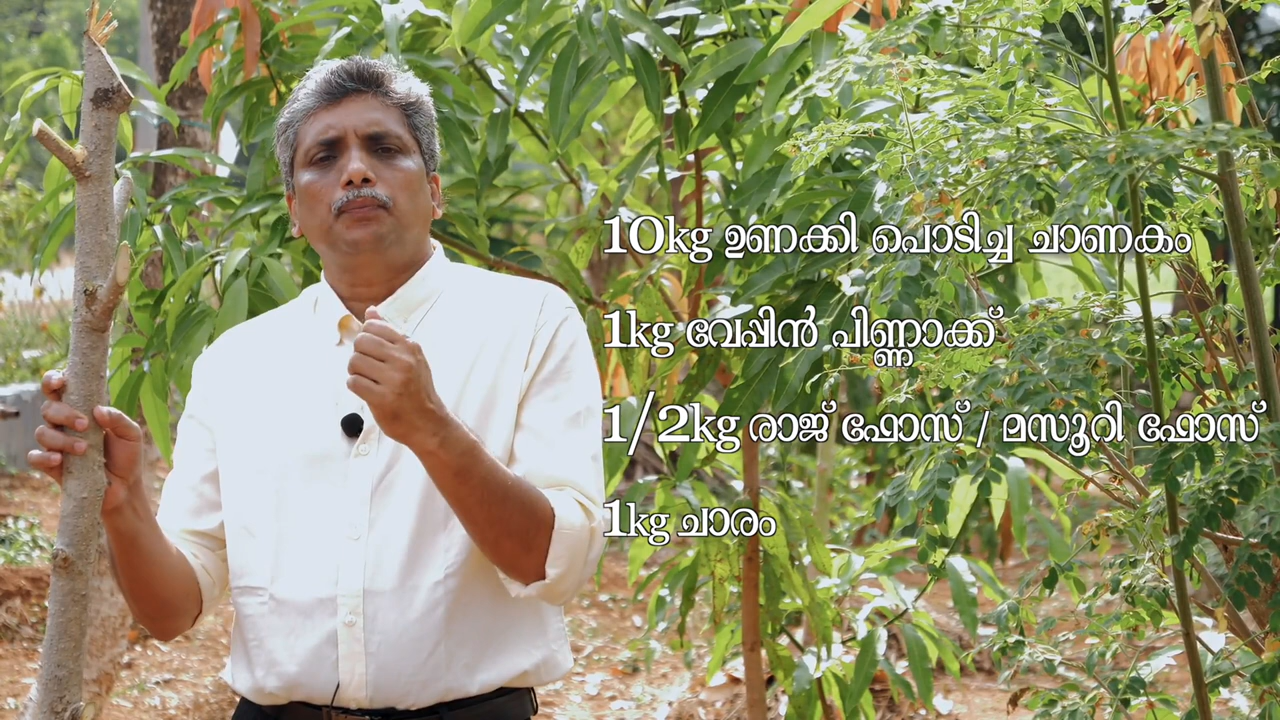 10kg ഉണക്കി പൊടിച്ച ചാണകം
1kg വേപ്പിൻ പിണ്ണാക്ക്
1/2kg രാജ് ഫോസ് / മസൂറി ഫോസ്
1kg ചാരം